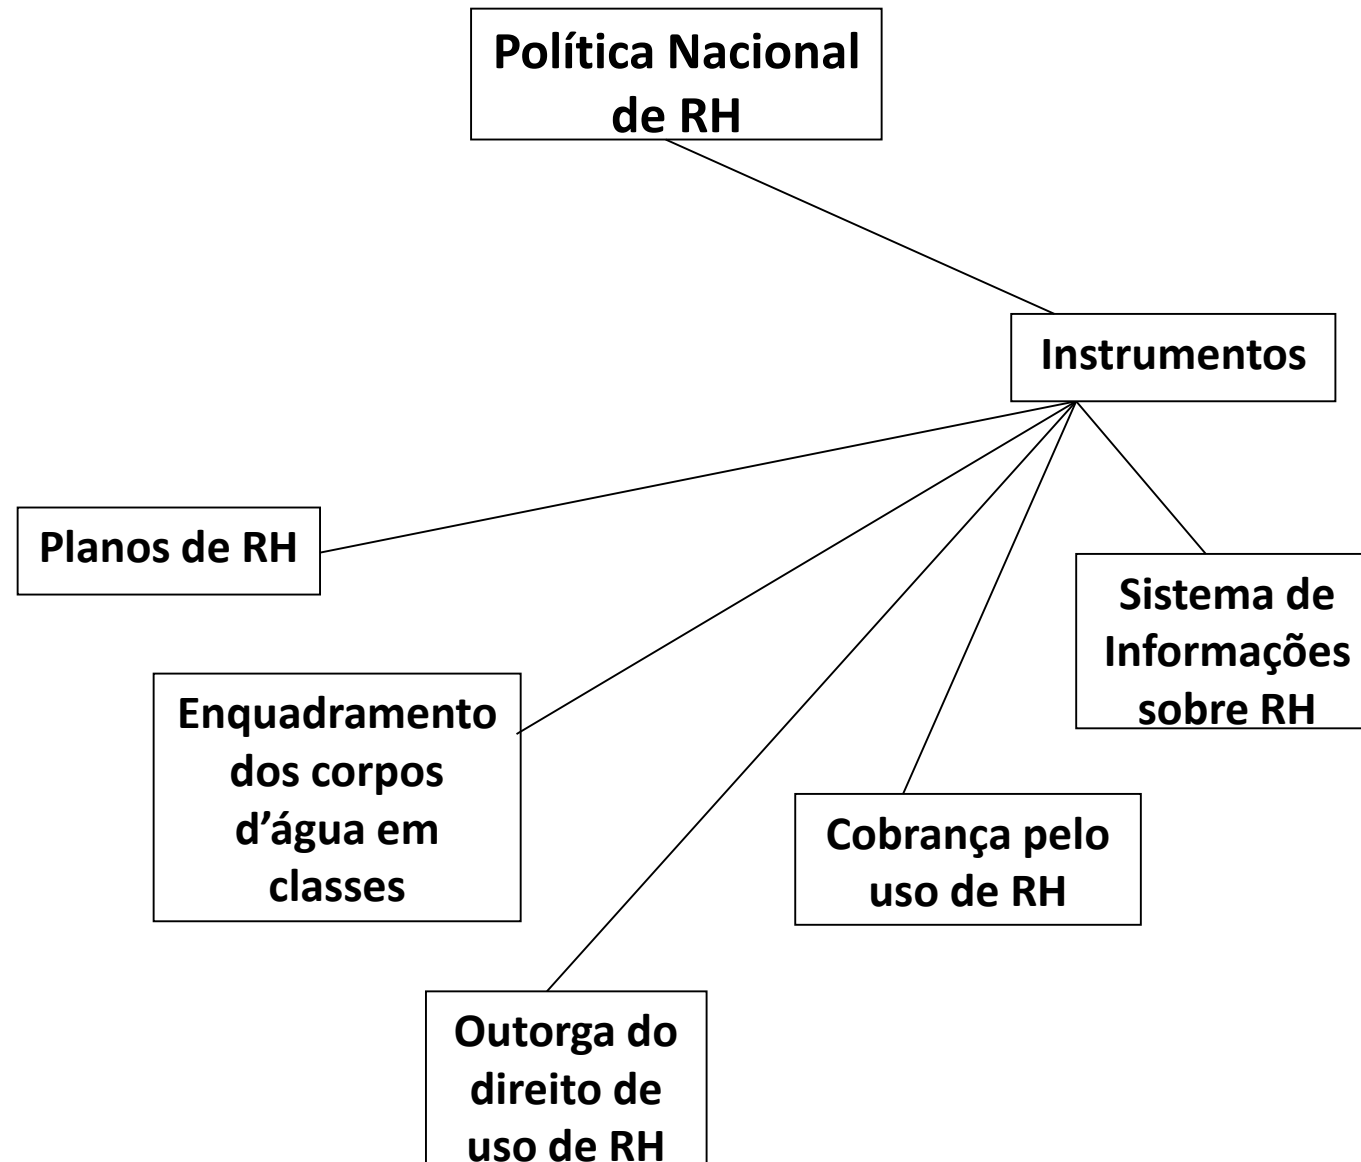 Política Nacional
de RH
Instrumentos
Planos de RH
Sistema de
Informações
sobre RH
Enquadramento
dos corpos
d’água em
classes
Cobrança pelo
uso de RH
Outorga do
direito de
uso de RH